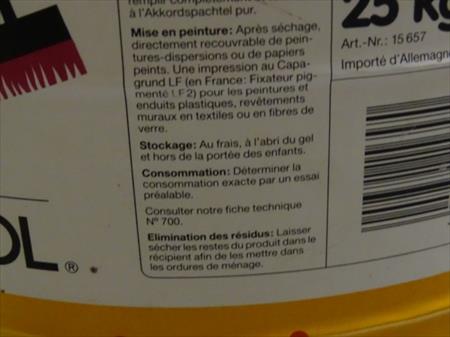 remplir complètement
à l'Akkordspachtel pur.
Mise en peinture: Après séchage,
directement recouvrable de pein-
tures-dispersions ou de papiers
peints. Une impression au Capa-
grund LF (en France: Fixateur pig-
menté LF2) pour les peintures et
enduits plastiques, revêtements
muraux en textiles ou en fibres de
verre.
Stockage: Au frais, à l'abri du gel
et hors de la portée des enfants.
Consommation: Déterminer la
consommation exacte par un essai
préalable.
Consulter notre fiche technique
N° 700.
Elimination des résidus: Laisser
sécher les restes du produit dans le
récipient afin de les mettre dans
les ordures de ménage.
25 kg
Art.-Nr.: 15657
Importé d'Allemagne
OL®